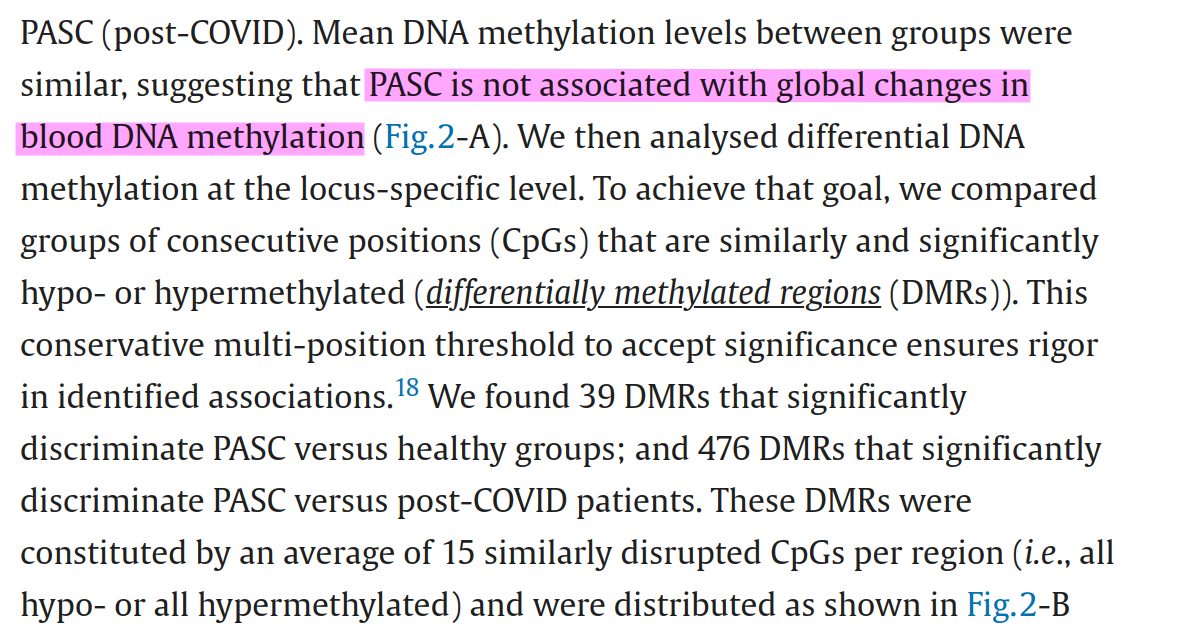 PASC (post-COVID). Mean DNA methylation levels between groups were
similar, suggesting that PASC is not associated with global changes in
blood DNA methylation (Fig.2-A). We then analysed differential DNA
methylation at the locus-specific level. To achieve that goal, we compared
groups of consecutive positions (CpGs) that are similarly and significantly
hypo- or hypermethylated (differentially methylated regions (DMRs)). This
conservative multi-position threshold to accept significance ensures rigor
in identified associations.18 We found 39 DMRs that significantly
discriminate PASC versus healthy groups; and 476 DMRs that significantly
discriminate PASC versus post-COVID patients. These DMRs were
constituted by an average of 15 similarly disrupted CpGs per region (i.e., all
hypo- or all hypermethylated) and were distributed as shown in Fig.2-B